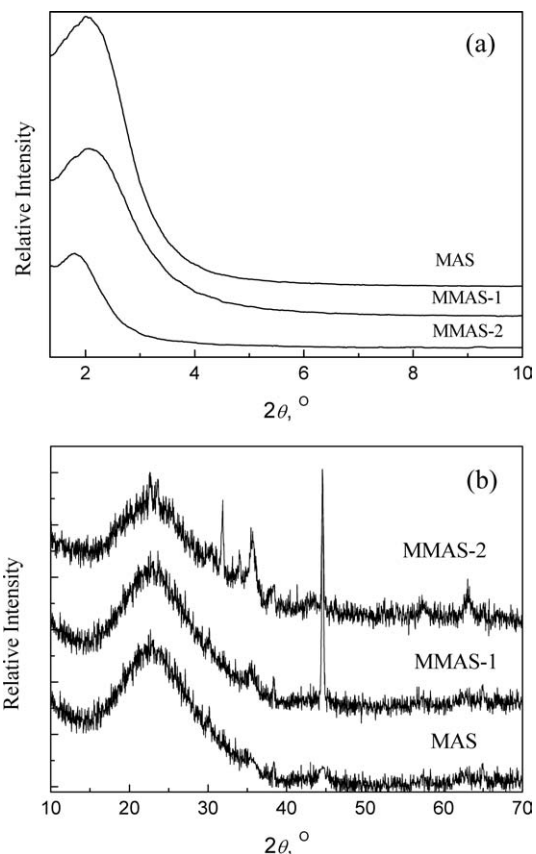 (a)
Relative Intensity
MAS
MMAS-1
MMAS-2
2 4 6 8 10
2θ, °
(b)
Relative Intensity
MMAS-2
MMAS-1
MAS
10 20 30 40 50 60 70
2θ, °